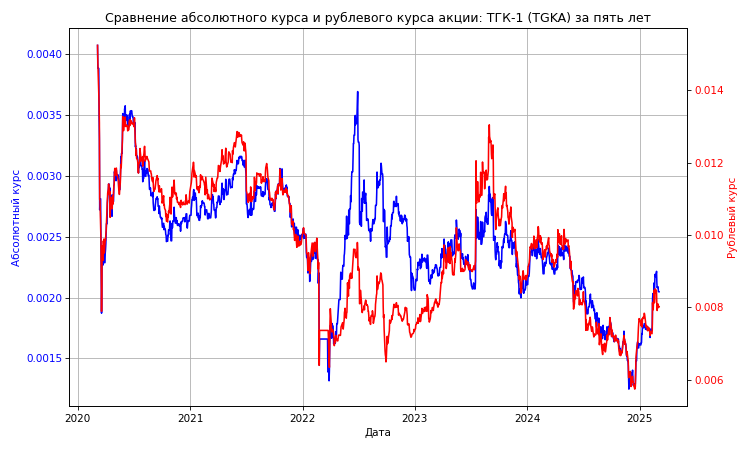 Сравнение абсолютного курса и рублевого курса акции: ТГК-1 (TGKA) за пять лет
0.0040
0.0035
0.0030
0.0025
0.0020
0.0015
Абсолютный курс
0.014
0.012
0.010
0.008
0.006
Рублевый курс
2020 2021 2022 2023 2024 2025
Дата